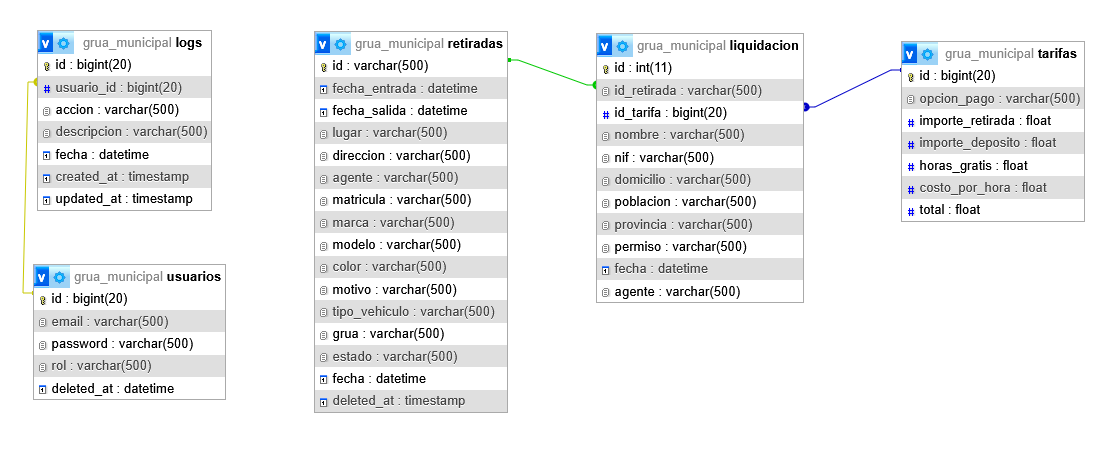 grua_municipal logs
id : bigint(20)
usuario_id : bigint(20)
accion : varchar(500)
descripcion : varchar(500)
fecha : datetime
created_at : timestamp
updated_at : timestamp
grua_municipal usuarios
id : bigint(20)
email : varchar(500)
password : varchar(500)
rol : varchar(500)
deleted_at : datetime
grua_municipal retiradas
id : varchar(500)
fecha_entrada : datetime
fecha_salida : datetime
lugar : varchar(500)
direccion : varchar(500)
agente : varchar(500)
matricula : varchar(500)
marca : varchar(500)
modelo : varchar(500)
color : varchar(500)
motivo : varchar(500)
tipo_vehiculo : varchar(500)
grua : varchar(500)
estado : varchar(500)
fecha : datetime
deleted_at : timestamp
grua_municipal liquidacion
id : int(11)
id_retirada : varchar(500)
id_tarifa : bigint(20)
nombre : varchar(500)
nif : varchar(500)
domicilio : varchar(500)
poblacion : varchar(500)
provincia : varchar(500)
permiso : varchar(500)
fecha : datetime
agente : varchar(500)
grua_municipal tarifas
id : bigint(20)
opcion_pago : varchar(500)
importe_retirada : float
importe_deposito : float
horas_gratis : float
costo_por_hora : float
total : float